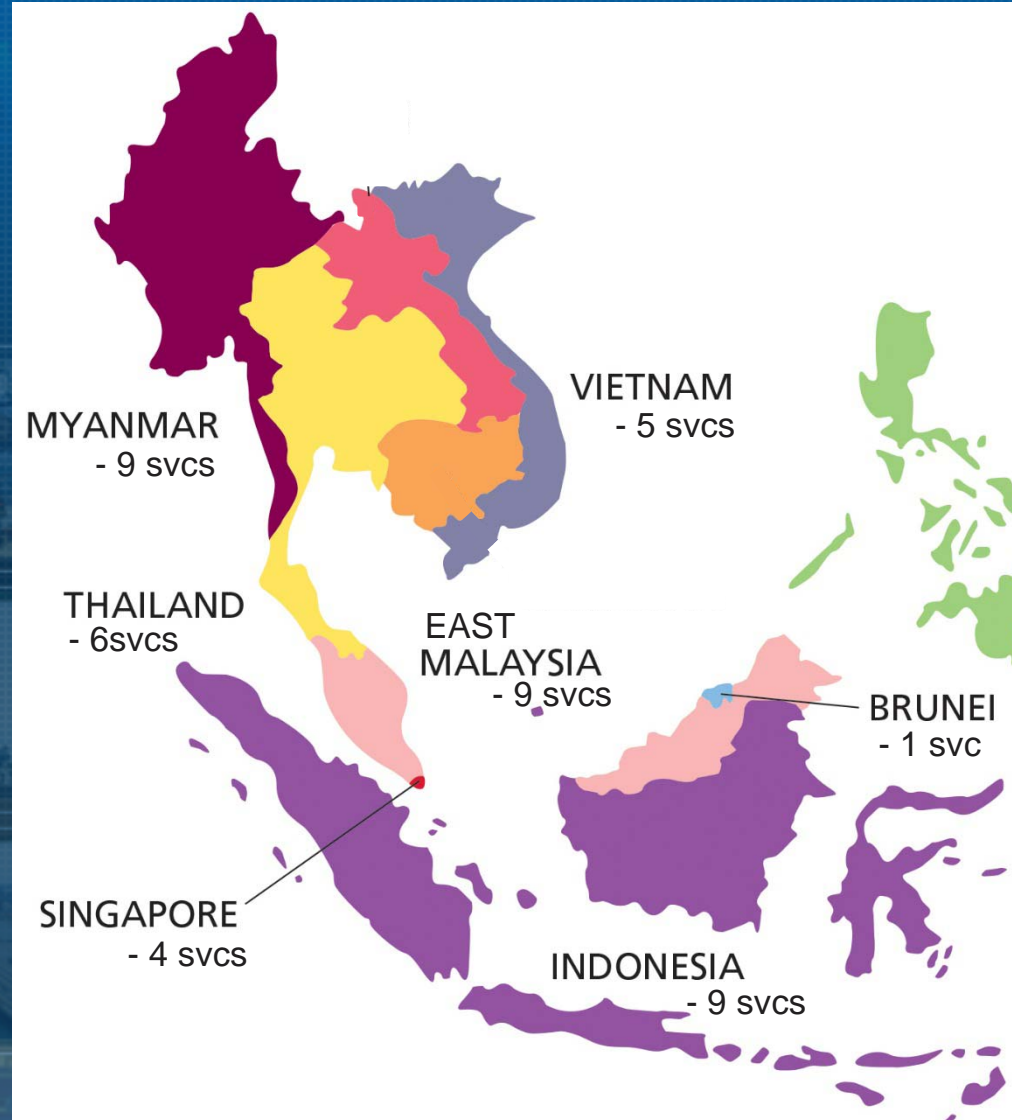 VIETNAM
- 5 svcs
MYANMAR
- 9 svcs
THAILAND
- 6svcs
EAST
MALAYSIA
- 9 svcs
BRUNEI
- 1 svc
SINGAPORE
- 4 svcs
INDONESIA
- 9 svcs